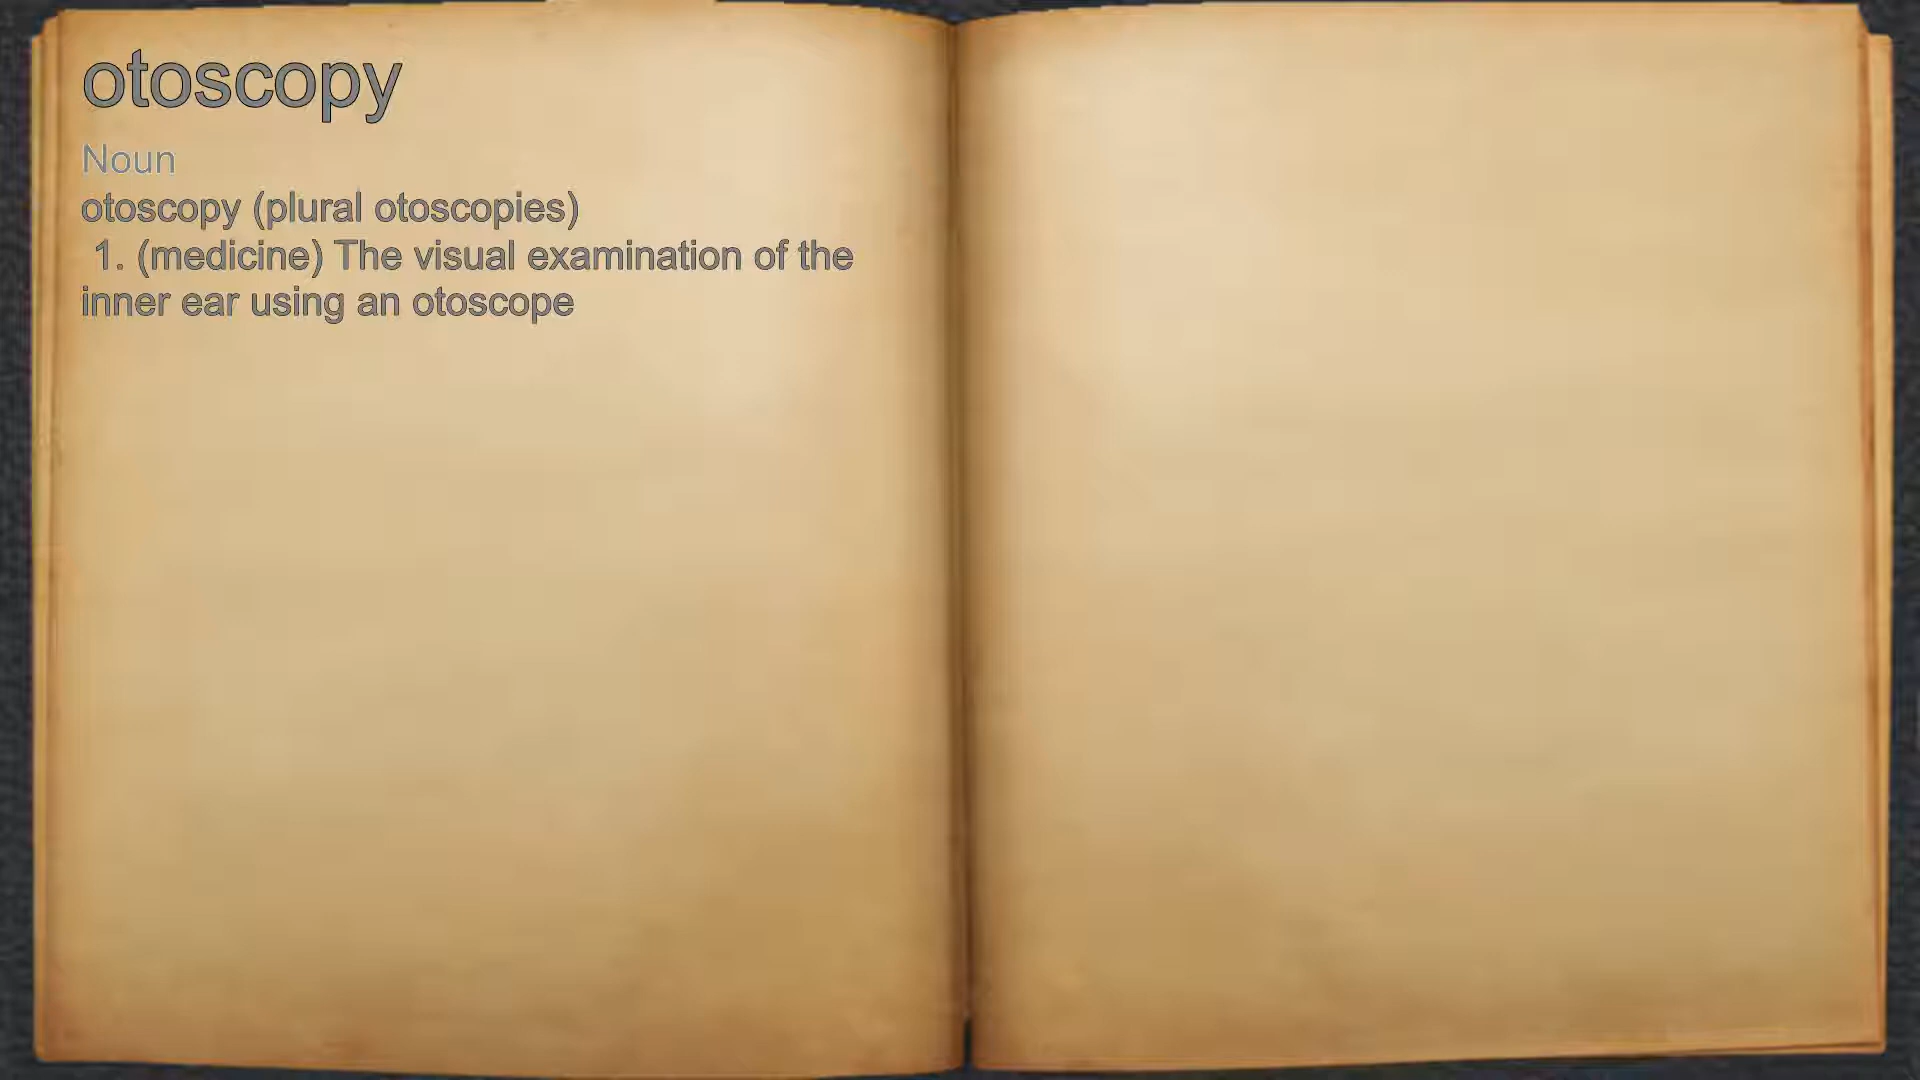 otoscopy
Noun
otoscopy (plural otoscopies)
1. (medicine) The visual examination of the
inner ear using an otoscope